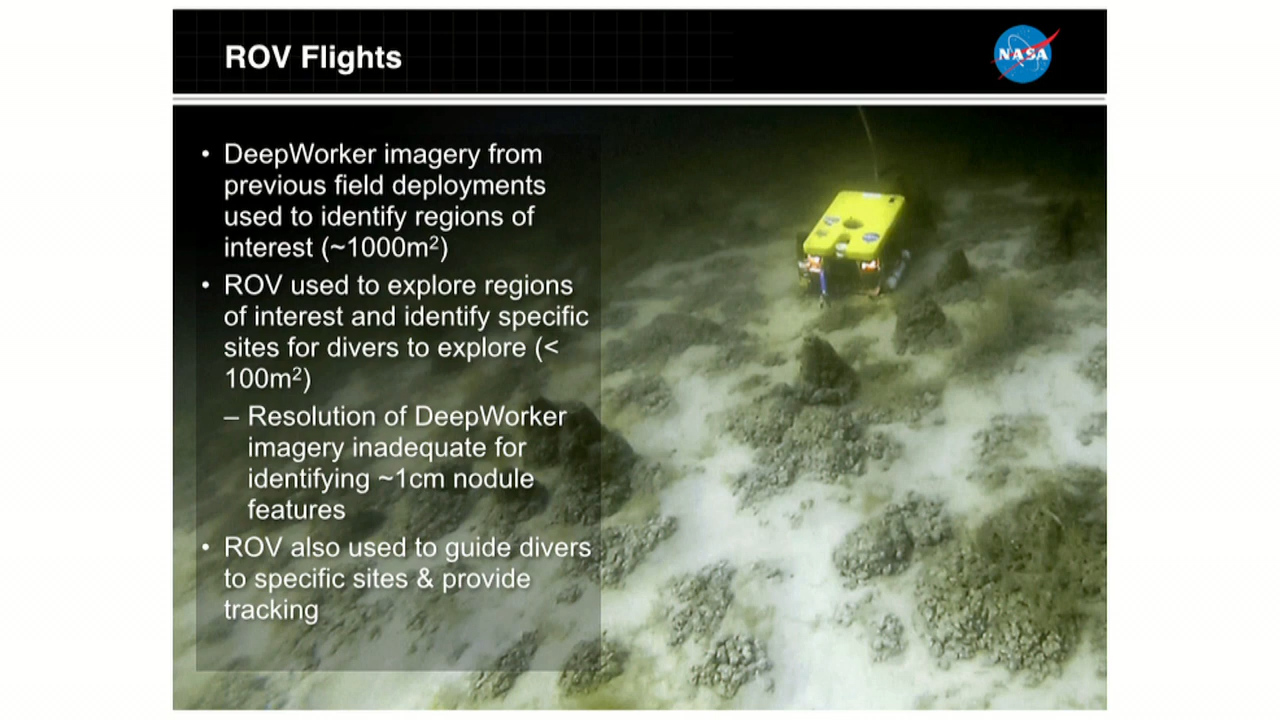 ROV Flights
NASA
• DeepWorker imagery from
previous field deployments
used to identify regions of
interest (~1000m²)
• ROV used to explore regions
of interest and identify specific
sites for divers to explore (<
100m²)
– Resolution of DeepWorker
imagery inadequate for
identifying ~1cm nodule
features
• ROV also used to guide divers
to specific sites & provide
tracking